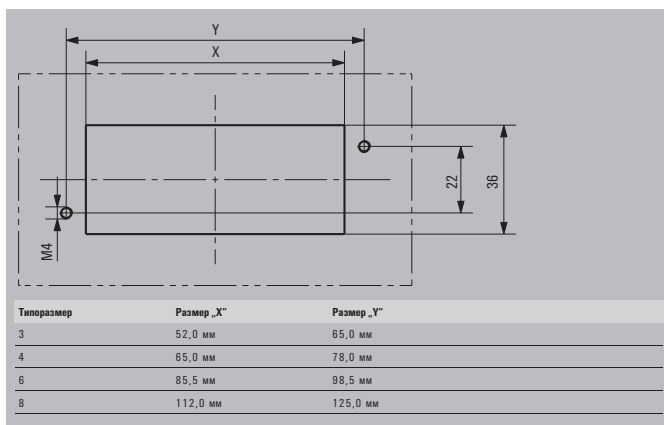 Y
X
22
36
M4
Типоразмер Размер „X“ Размер „Y“
3 52,0 мм 65,0 мм
4 65,0 мм 78,0 мм
6 85,5 мм 98,5 мм
8 112,0 мм 125,0 мм